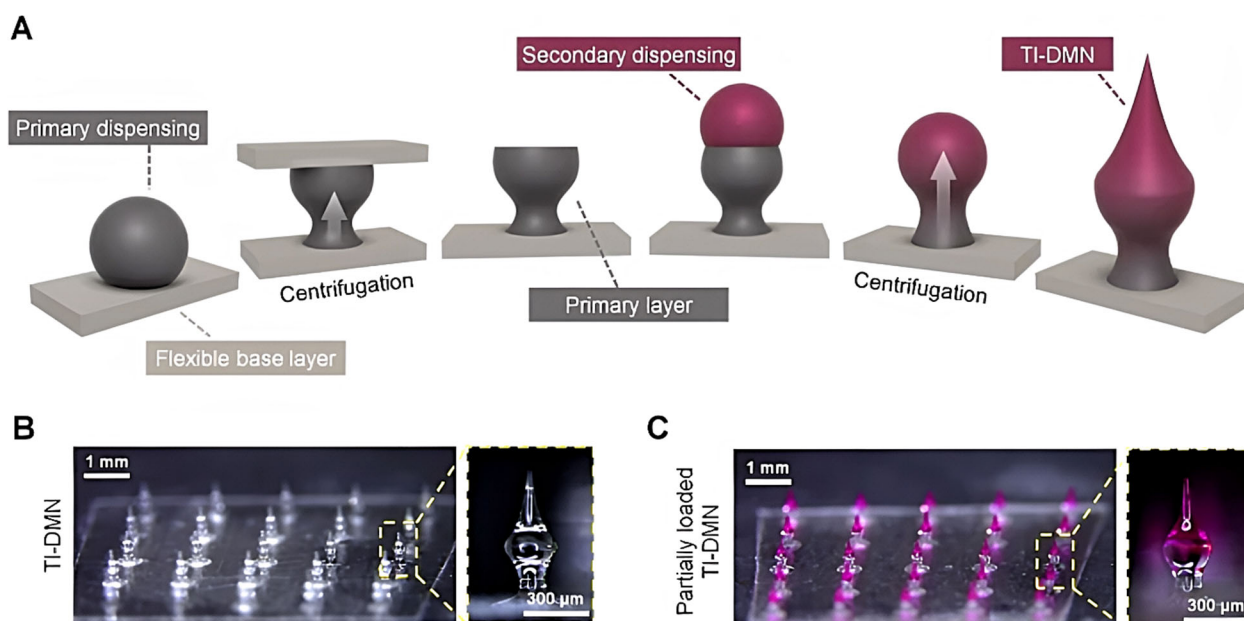 A
Primary dispensing
Flexible base layer
Centrifugation
Primary layer
Secondary dispensing
Centrifugation
TI-DMN
B
TI-DMN
1 mm
300 µm
C
Partially loaded
TI-DMN
1 mm
300 µm